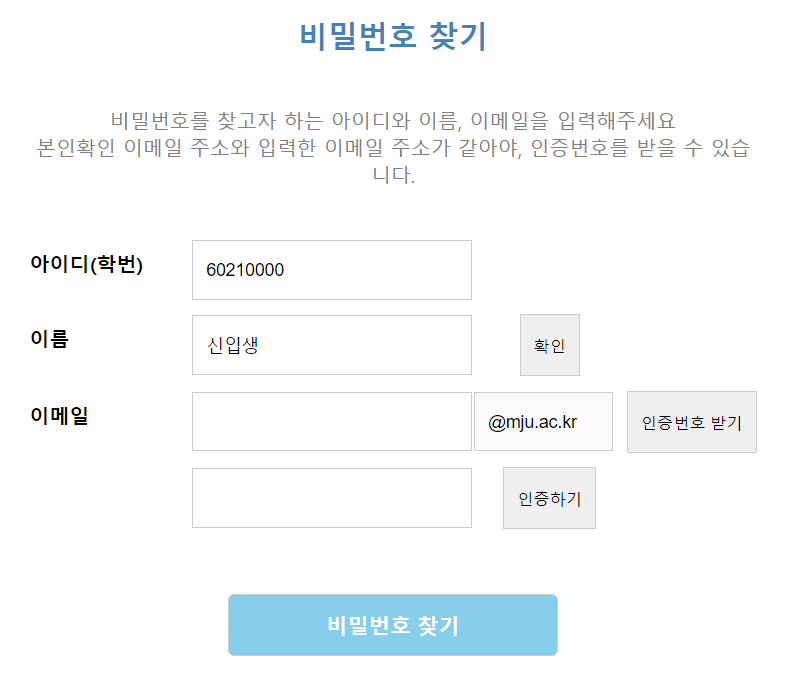 비밀번호 찾기
비밀번호를 찾고자 하는 아이디와 이름, 이메일을 입력해주세요
본인확인 이메일 주소와 입력한 이메일 주소가 같아야, 인증번호를 받을 수 있습
니다.
아이디(학번) 60210000
이름 신입생 확인
이메일 @mju.ac.kr 인증번호 받기
인증하기
비밀번호 찾기